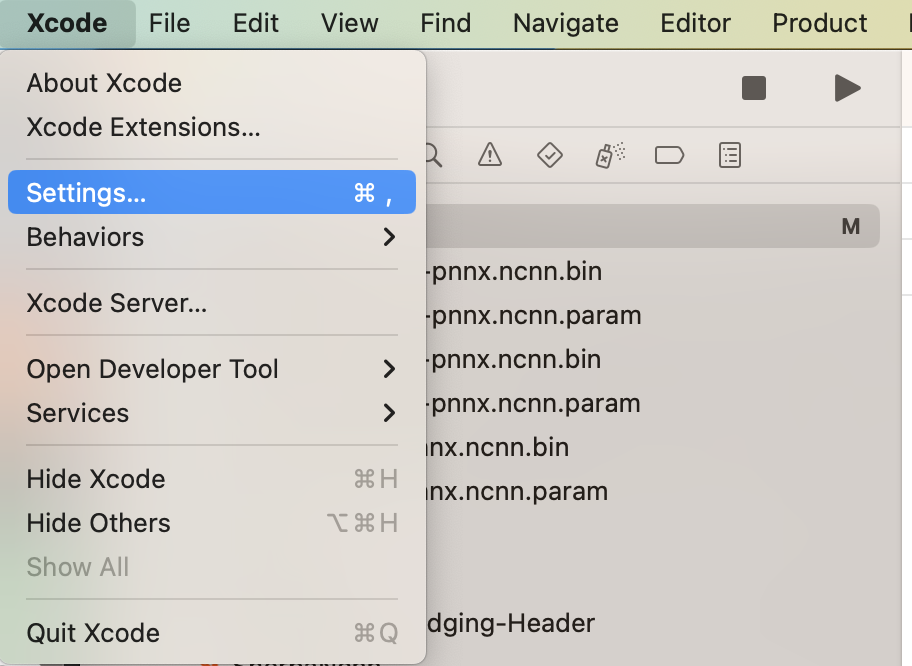 Xcode File Edit View Find Navigate Editor Product
About Xcode
Xcode Extensions...
Settings... ⌘ ,
Behaviors
Xcode Server...
Open Developer Tool
Services
Hide Xcode ⌘H
Hide Others ⌥⌘H
Show All
Quit Xcode ⌘Q
M
-pnnx.ncnn.bin
-pnnx.ncnn.param
-pnnx.ncnn.bin
-pnnx.ncnn.param
nx.ncnn.bin
nx.ncnn.param
dging-Header